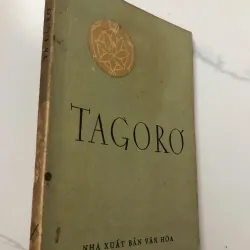 TAGORƠ
NHÀ XUẤT BẢN VĂN HÓA